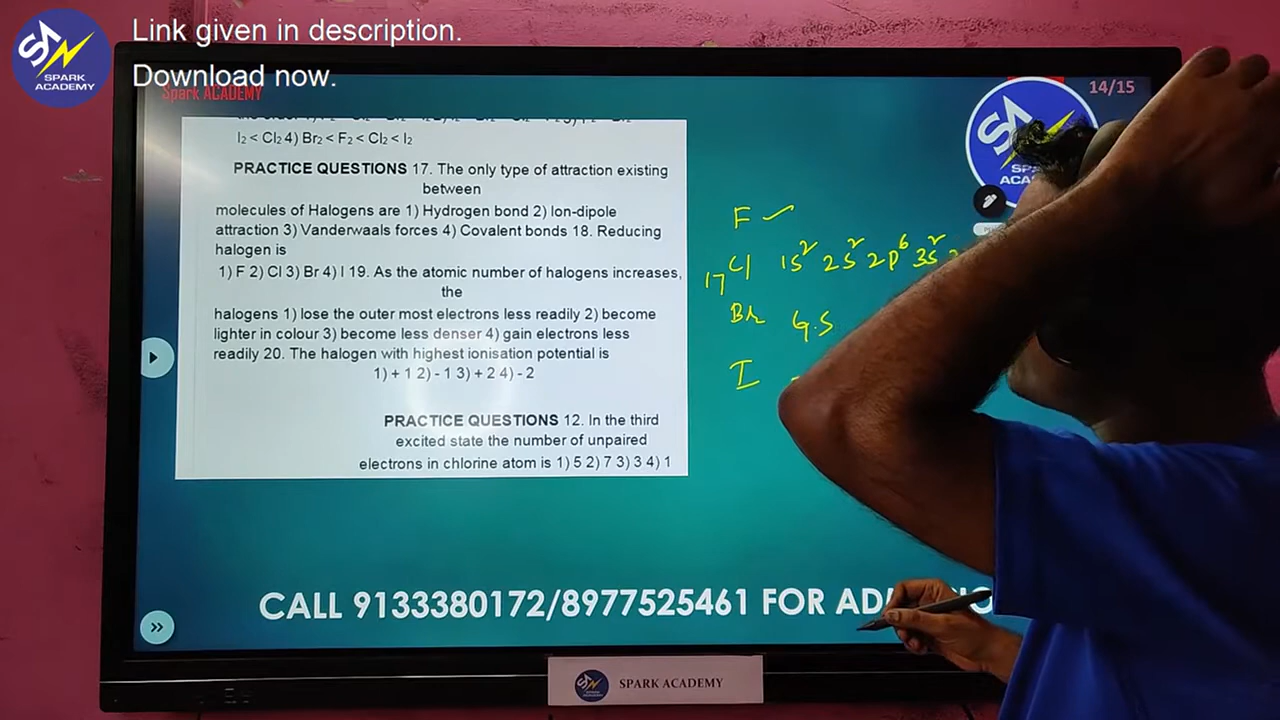 Link given in description.
Download now.
SPARK
ACADEMY
Spark ACADEMY
14/15
I₂ < Cl₂ 4) Br₂ < F₂ < Cl₂ < I₂
PRACTICE QUESTIONS 17. The only type of attraction existing
between
molecules of Halogens are 1) Hydrogen bond 2) Ion-dipole
attraction 3) Vanderwaals forces 4) Covalent bonds 18. Reducing
halogen is
1) F 2) Cl 3) Br 4) I 19. As the atomic number of halogens increases,
the
halogens 1) lose the outer most electrons less readily 2) become
lighter in colour 3) become less denser 4) gain electrons less
readily 20. The halogen with highest ionisation potential is
1) + 1 2) - 1 3) + 2 4) - 2
PRACTICE QUESTIONS 12. In the third
excited state the number of unpaired
electrons in chlorine atom is 1) 5 2) 7 3) 3 4) 1
F
17 Cl 1s² 2s² 2p⁶ 3s²
Br G.S
I
CALL 9133380172/8977525461 FOR
SPARK ACADEMY